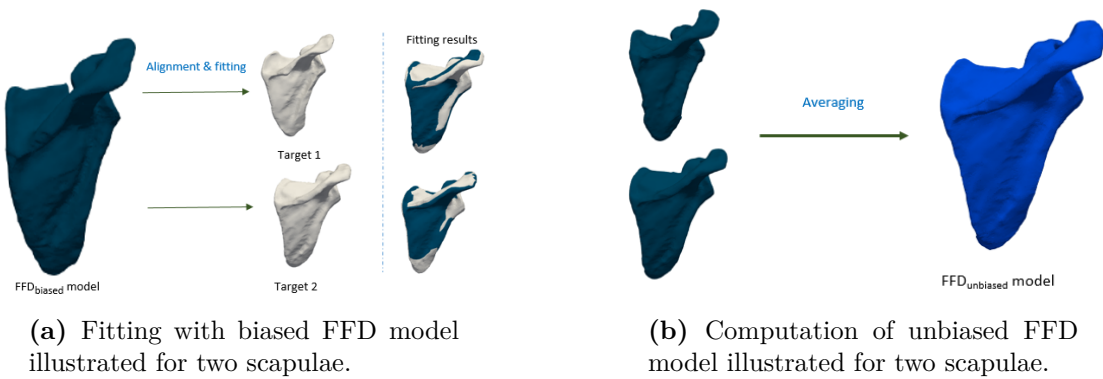 Alignment & fitting
Fitting results
Target 1
Target 2
FFDbiased model
(a) Fitting with biased FFD model
illustrated for two scapulae.
Averaging
FFDunbiased model
(b) Computation of unbiased FFD
model illustrated for two scapulae.